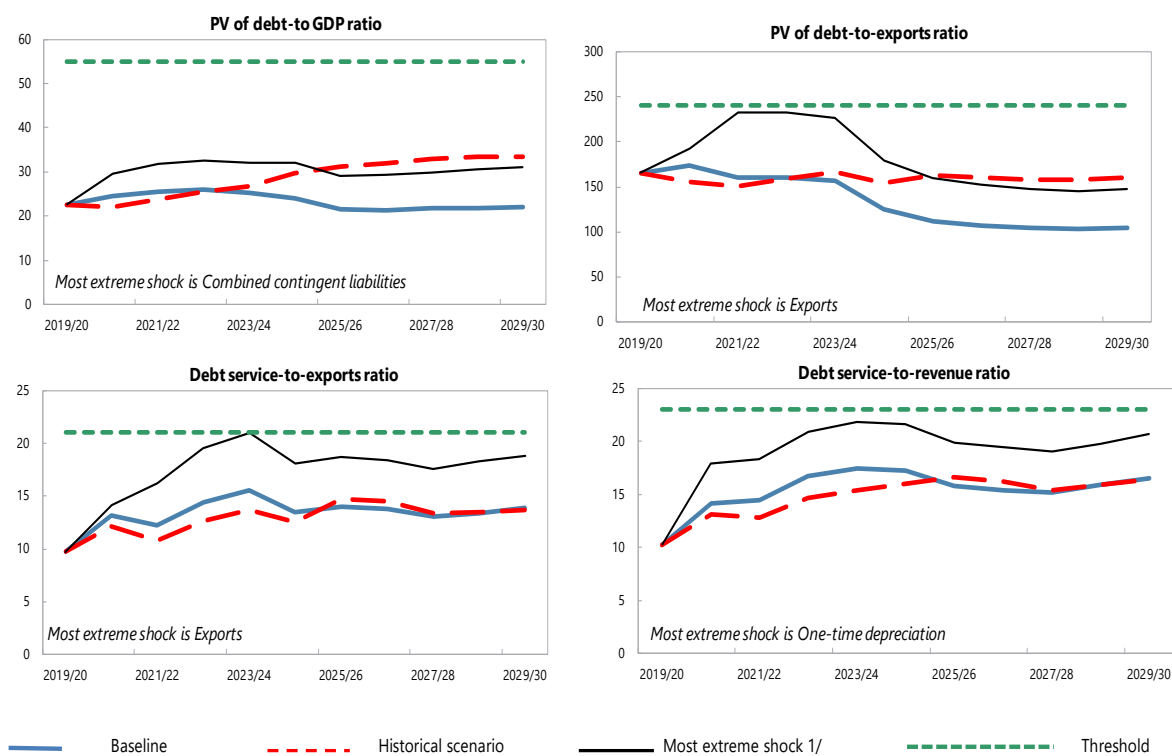 PV of debt-to GDP ratio
60
50
40
30
20
10
0
Most extreme shock is Combined contingent liabilities
2019/20 2021/22 2023/24 2025/26 2027/28 2029/30
PV of debt-to-exports ratio
300
250
200
150
100
50
0
Most extreme shock is Exports
2019/20 2021/22 2023/24 2025/26 2027/28 2029/30
Debt service-to-exports ratio
25
20
15
10
5
0
Most extreme shock is Exports
2019/20 2021/22 2023/24 2025/26 2027/28 2029/30
Debt service-to-revenue ratio
25
20
15
10
5
0
Most extreme shock is One-time depreciation
2019/20 2021/22 2023/24 2025/26 2027/28 2029/30
Baseline Historical scenario Most extreme shock 1/ Threshold